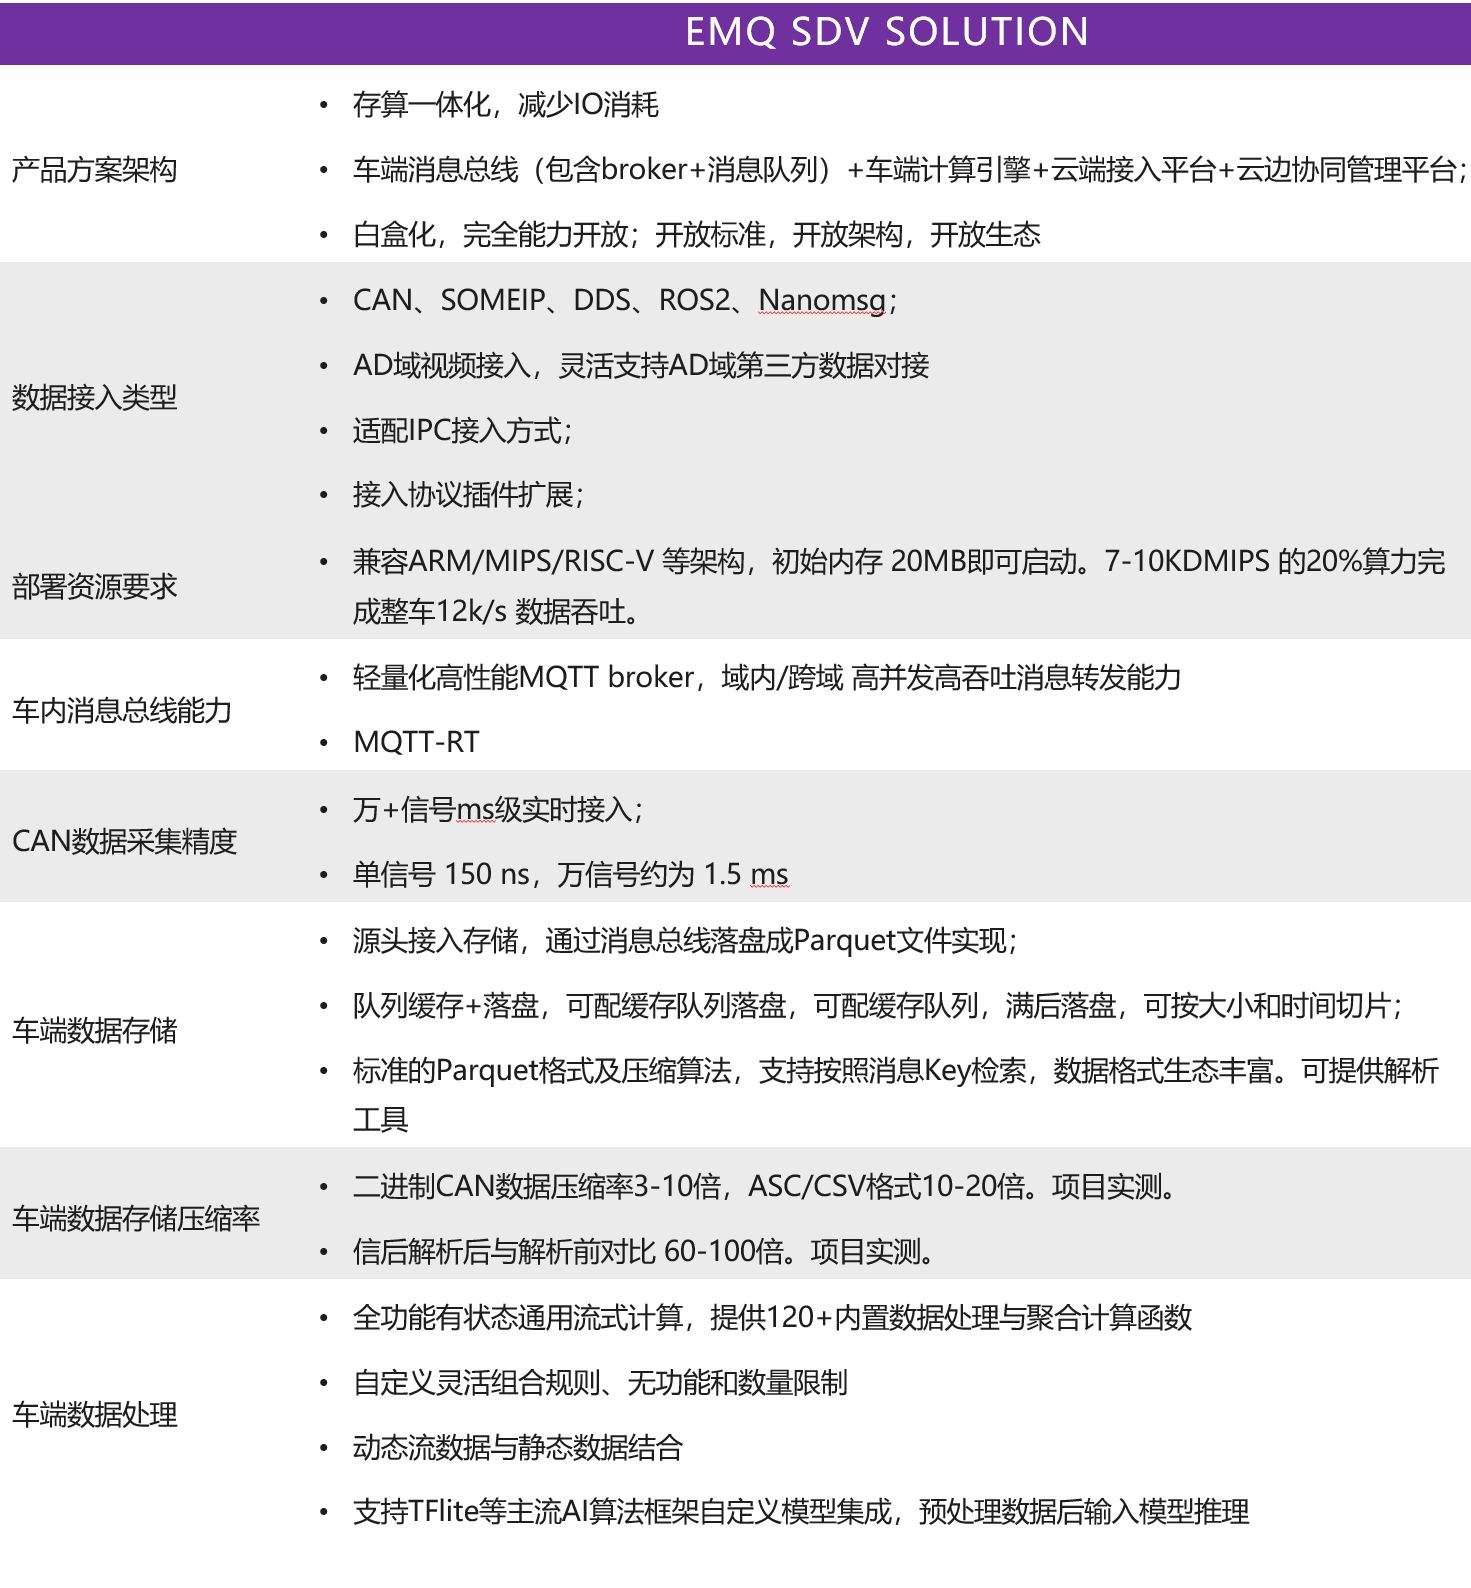 EMQ SDV SOLUTION
产品方案架构
• 存算一体化，减少IO消耗
• 车端消息总线（包含broker+消息队列）+车端计算引擎+云端接入平台+云边协同管理平台；
• 白盒化，完全能力开放；开放标准，开放架构，开放生态
数据接入类型
• CAN、SOMEIP、DDS、ROS2、Nanomsg；
• AD域视频接入，灵活支持AD域第三方数据对接
• 适配IPC接入方式；
• 接入协议插件扩展；
部署资源要求
• 兼容ARM/MIPS/RISC-V 等架构，初始内存 20MB即可启动。7-10KDMIPS 的20%算力完
成整车12k/s 数据吞吐。
车内消息总线能力
• 轻量化高性能MQTT broker，域内/跨域 高并发高吞吐消息转发能力
• MQTT-RT
CAN数据采集精度
• 万+信号ms级实时接入；
• 单信号 150 ns，万信号约为 1.5 ms
车端数据存储
• 源头接入存储，通过消息总线落盘成Parquet文件实现；
• 队列缓存+落盘，可配缓存队列落盘，可配缓存队列，满后落盘，可按大小和时间切片；
• 标准的Parquet格式及压缩算法，支持按照消息Key检索，数据格式生态丰富。可提供解析
工具
车端数据存储压缩率
• 二进制CAN数据压缩率3-10倍，ASC/CSV格式10-20倍。项目实测。
• 信后解析后与解析前对比 60-100倍。项目实测。
车端数据处理
• 全功能有状态通用流式计算，提供120+内置数据处理与聚合计算函数
• 自定义灵活组合规则、无功能和数量限制
• 动态流数据与静态数据结合
• 支持TFlite等主流AI算法框架自定义模型集成，预处理数据后输入模型推理